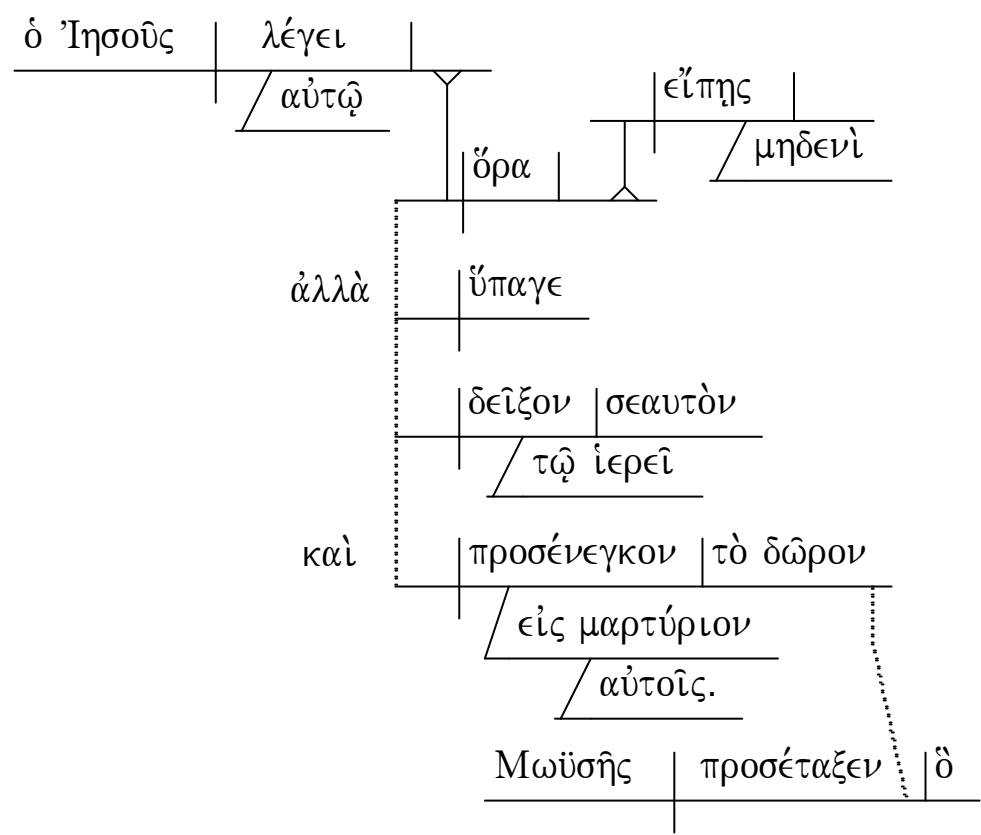 ὁ Ἰησοῦς λέγει
αὐτῷ
εἴπῃς
μηδενὶ
ὅρα
ἀλλὰ ὕπαγε
δεῖξον σεαυτὸν
τῷ ἱερεῖ
καὶ προσένεγκον τὸ δῶρον
εἰς μαρτύριον
αὐτοῖς.
Μωϋσῆς προσέταξεν ὃ